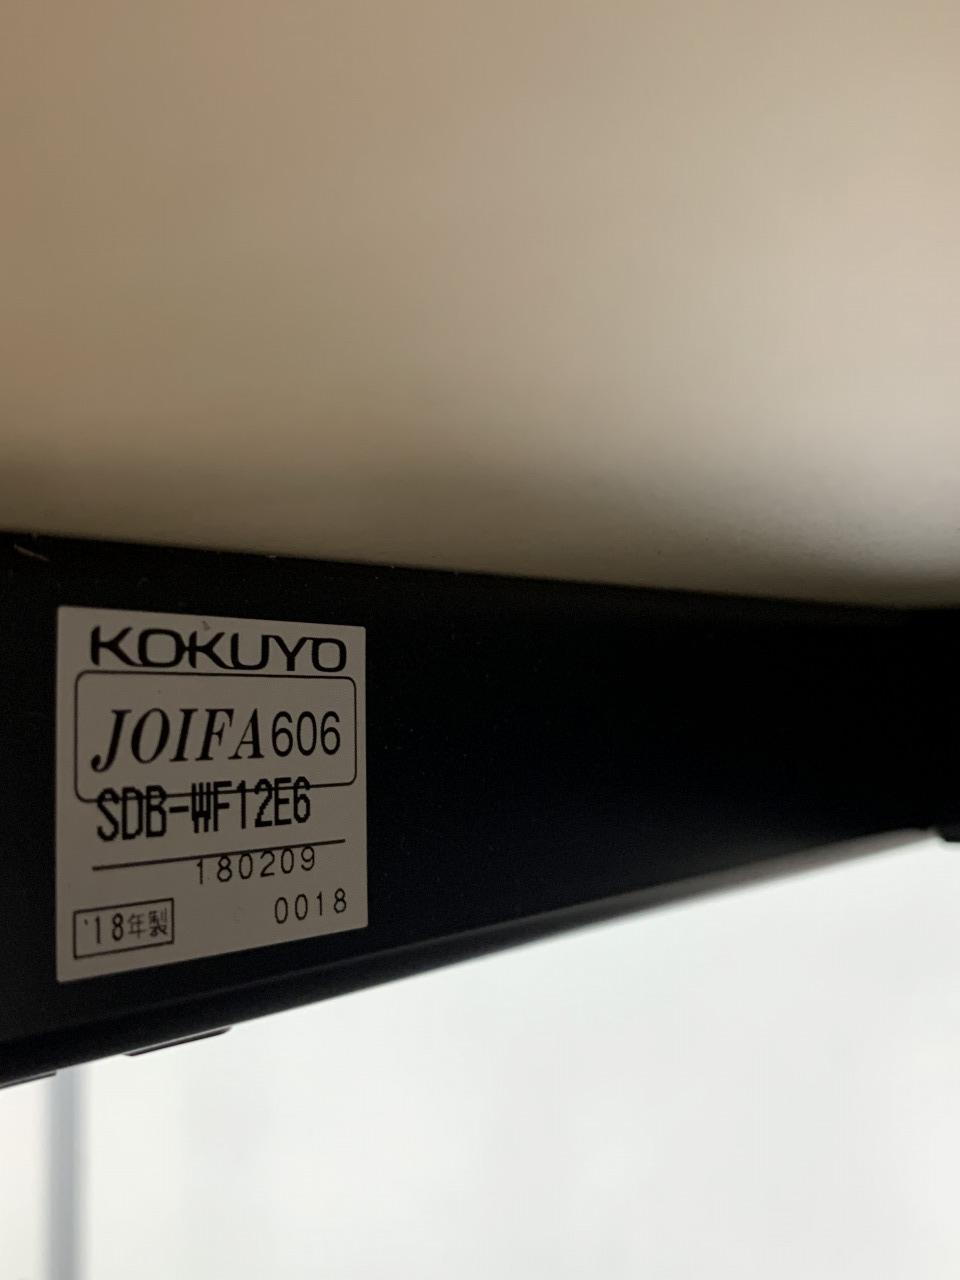 KOKUYO
JOIFA606
SDB-WF12E6
180209
0018
'18年製